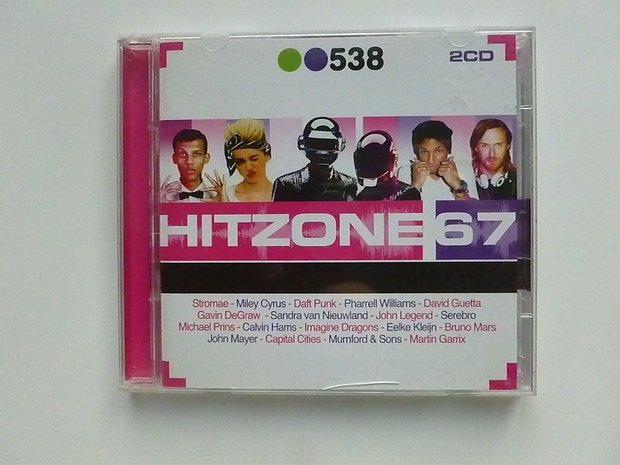 538
2CD
HITZONE 67
Stromae - Miley Cyrus - Daft Punk - Pharrell Williams - David Guetta
Gavin DeGraw - Sandra van Nieuwland - John Legend - Serebro
Michael Prins - Calvin Harris - Imagine Dragons - Eelke Kleijn - Bruno Mars
John Mayer - Capital Cities - Mumford & Sons - Martin Garrix